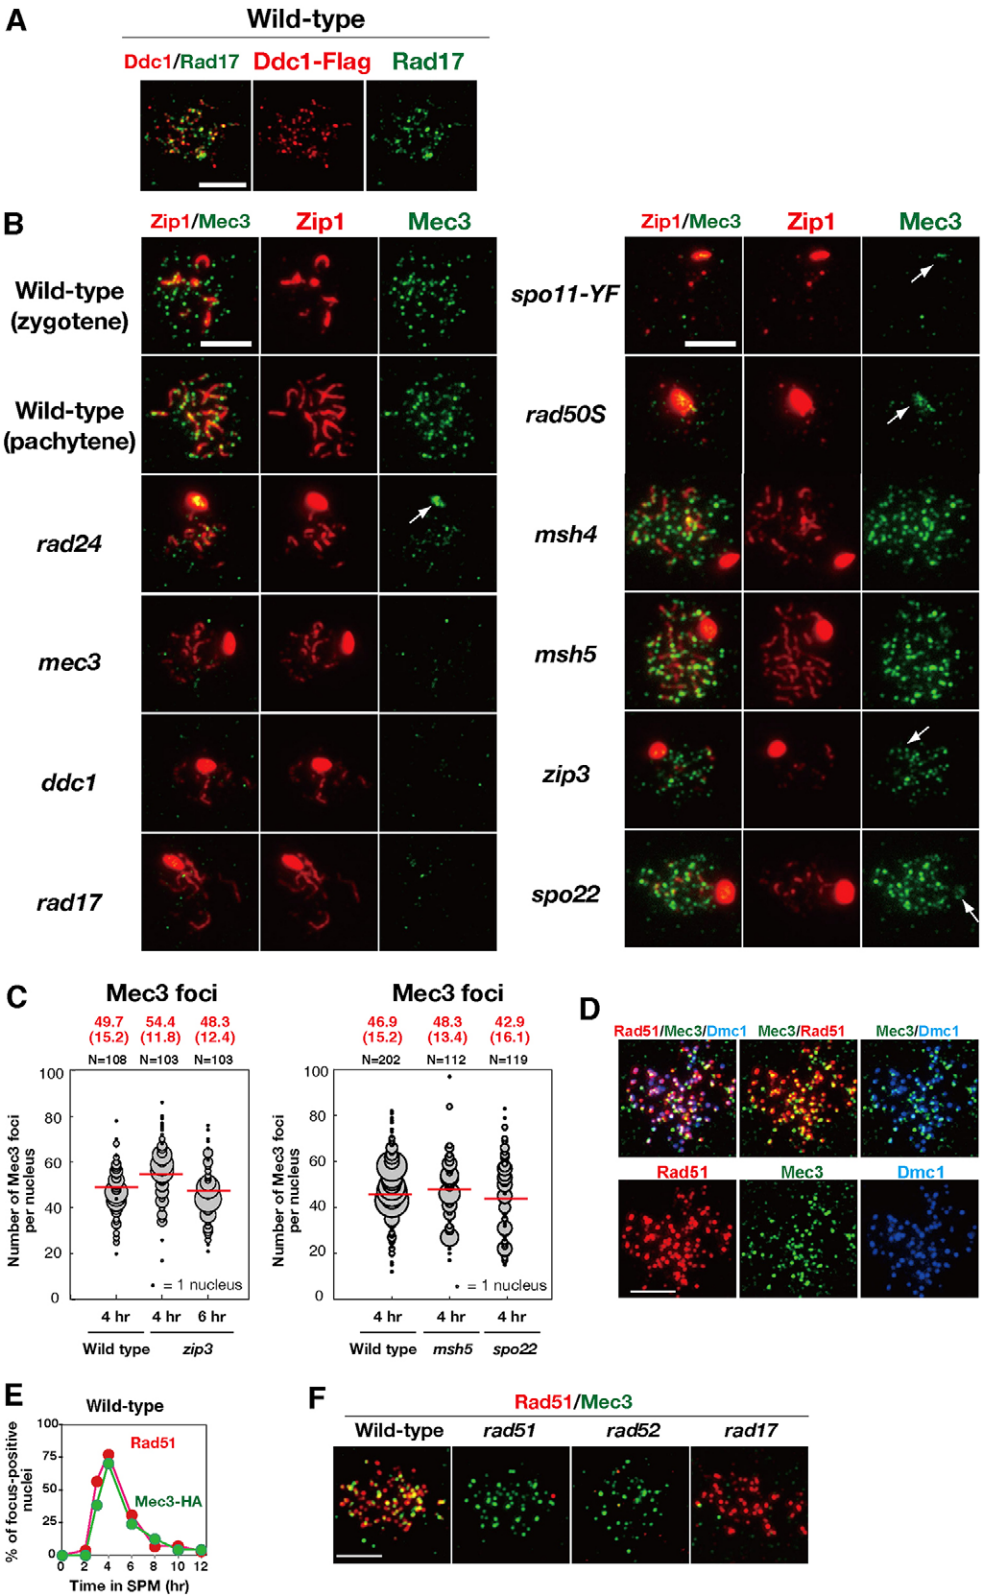 A
Wild-type
Ddc1/Rad17 Ddc1-Flag Rad17
B
Zip1/Mec3 Zip1 Mec3
Wild-type
(zygotene)
Wild-type
(pachytene)
rad24
mec3
ddc1
rad17
Zip1/Mec3 Zip1 Mec3
spo11-YF
rad50S
msh4
msh5
zip3
spo22
C
Mec3 foci
49.7 54.4 48.3
(15.2) (11.8) (12.4)
N=108 N=103 N=103
Number of Mec3 foci
per nucleus
100
80
60
40
20
0
= 1 nucleus
4 hr 4 hr 6 hr
Wild type zip3
Mec3 foci
46.9 48.3 42.9
(15.2) (13.4) (16.1)
N=202 N=112 N=119
Number of Mec3 foci
per nucleus
100
80
60
40
20
0
= 1 nucleus
4 hr 4 hr 4 hr
Wild type msh5 spo22
D
Rad51/Mec3/Dmc1 Mec3/Rad51 Mec3/Dmc1
Rad51 Mec3 Dmc1
E
Wild-type
% of focus-positive
nuclei
100
75
50
25
0
Rad51
Mec3-HA
0 2 4 6 8 10 12
Time in SPM (hr)
F
Rad51/Mec3
Wild-type rad51 rad52 rad17